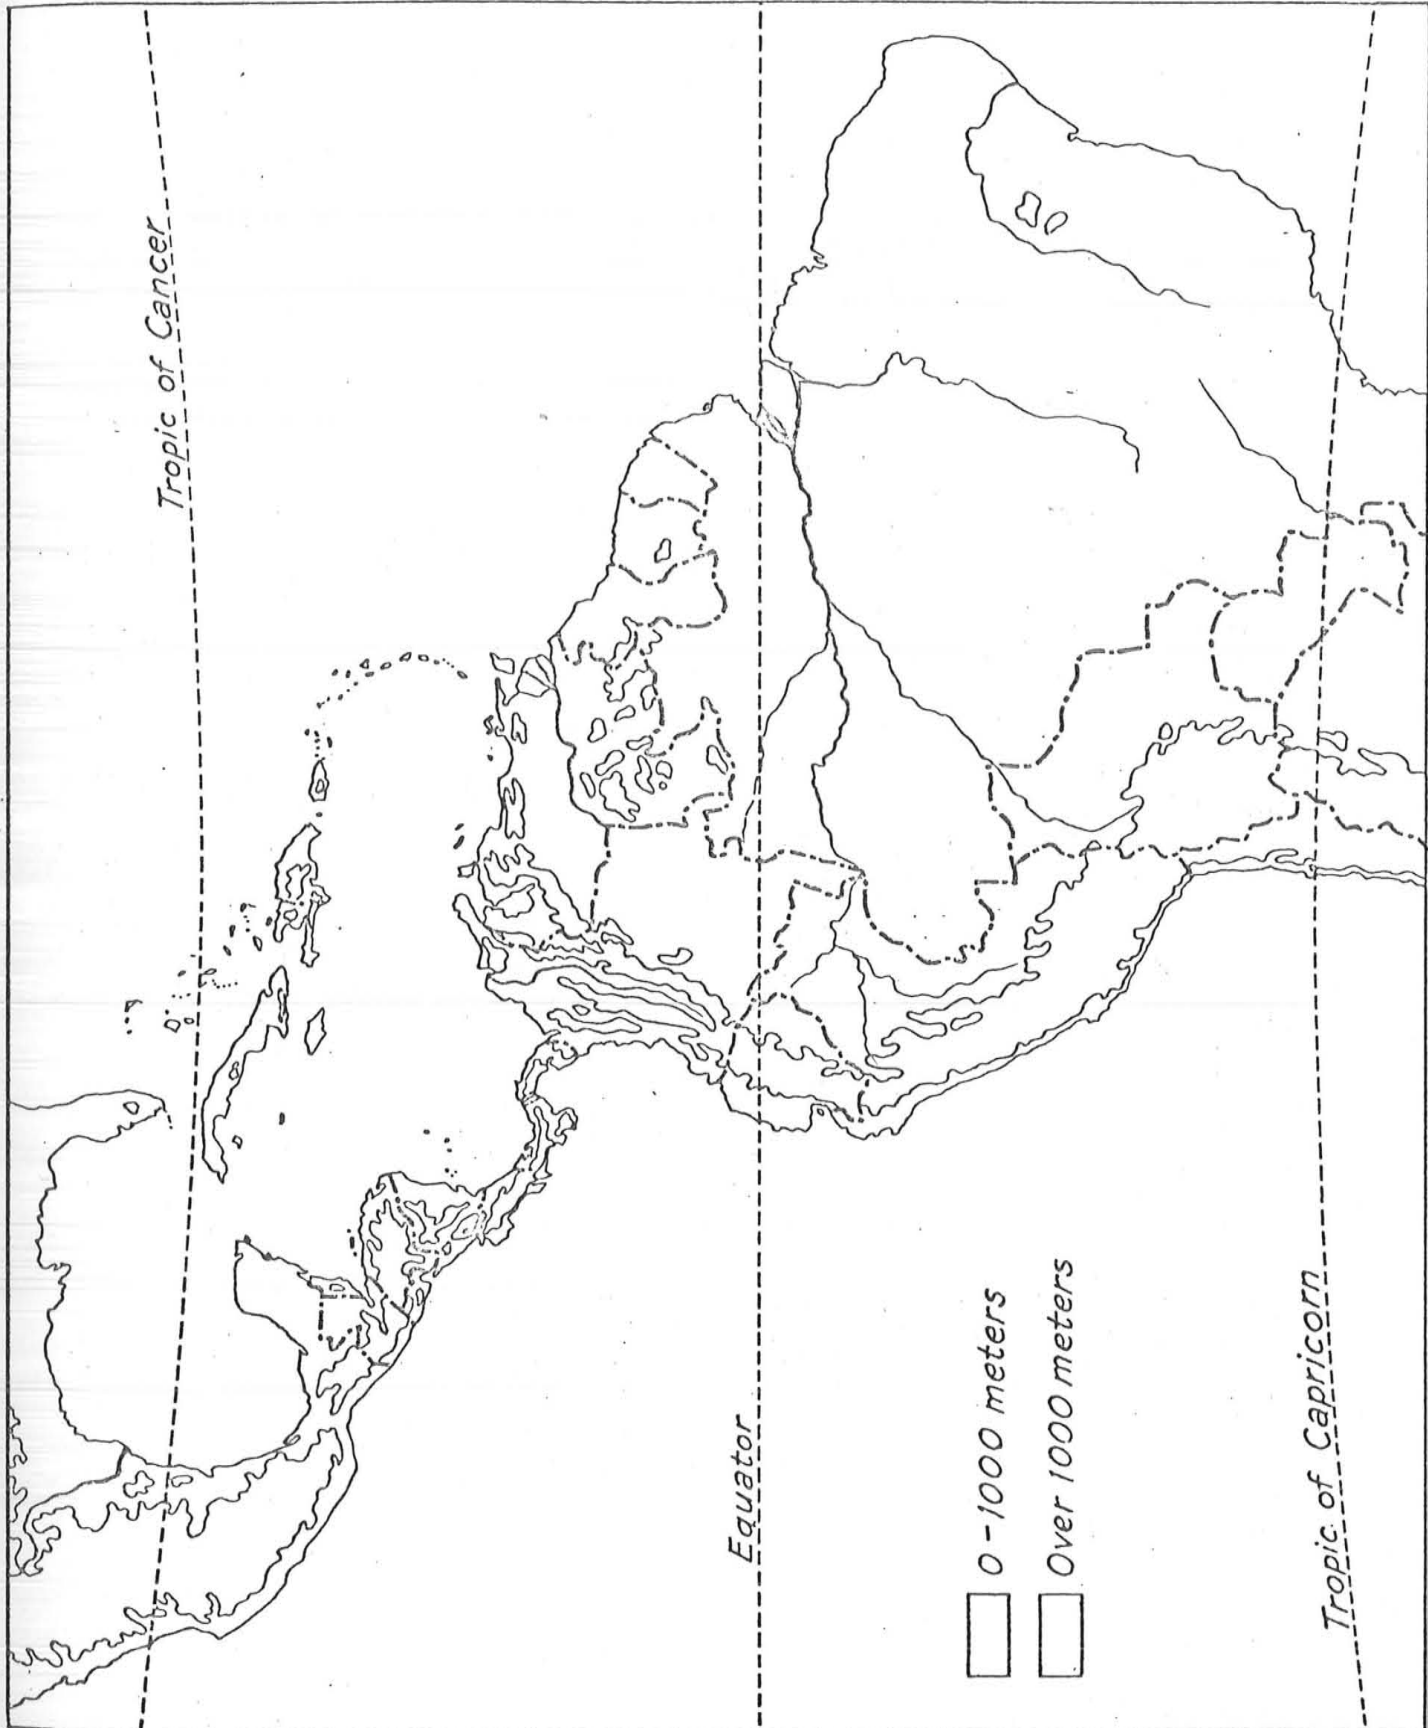 Tropic of Cancer
Equator
0-1000 meters
Over 1000 meters
Tropic of Capricorn